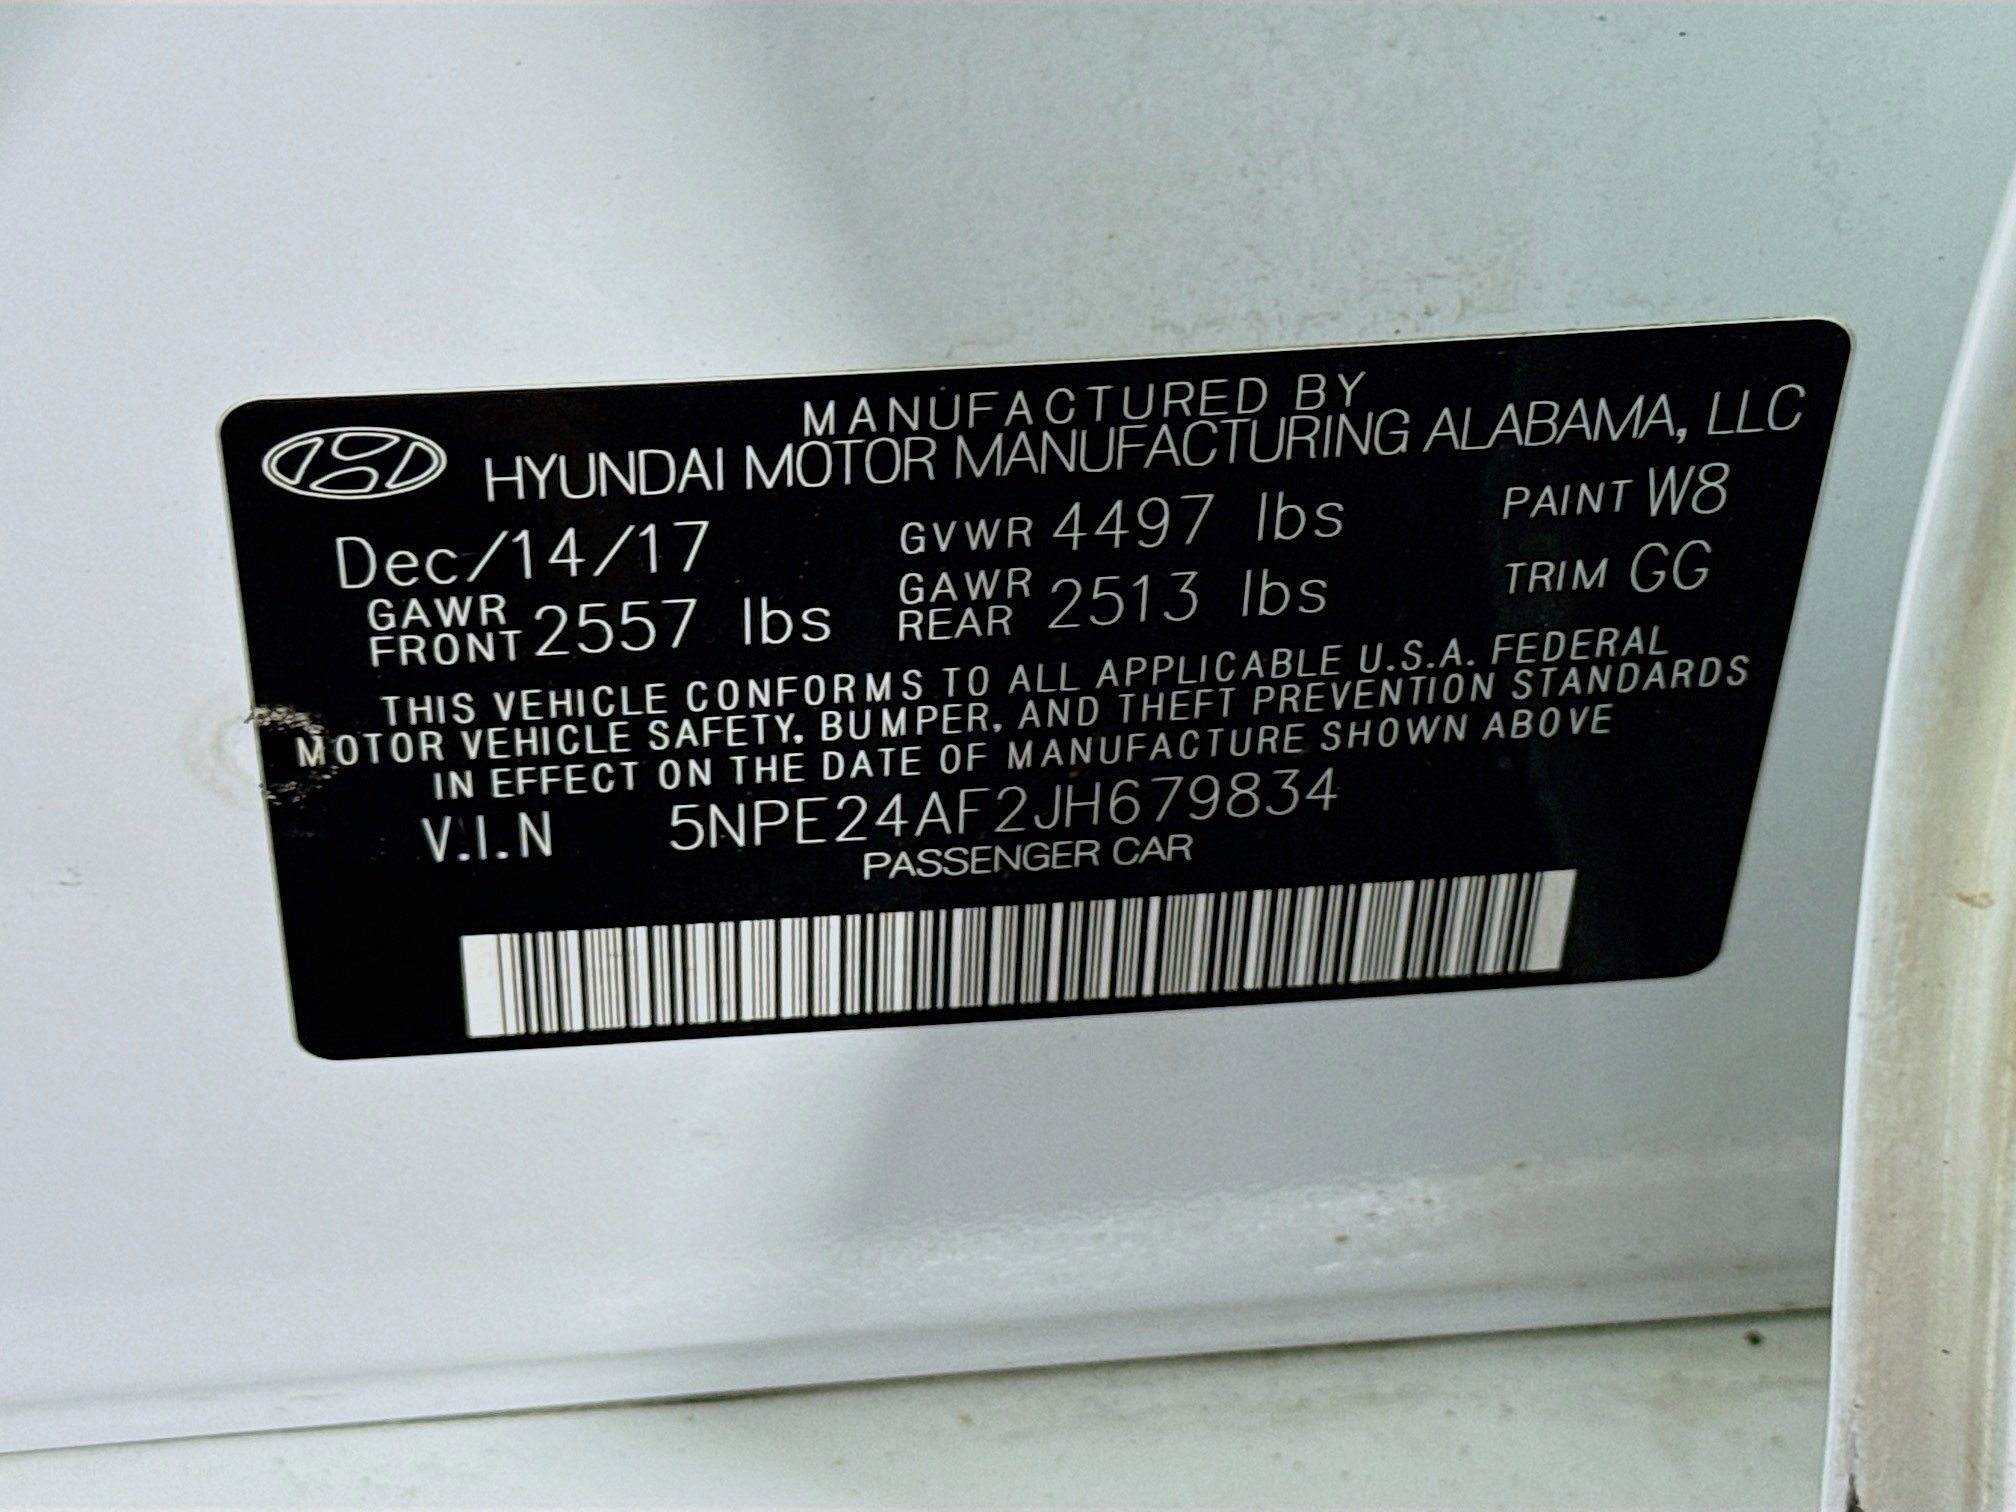 MANUFACTURED BY
HYUNDAI MOTOR MANUFACTURING ALABAMA, LLC
Dec/14/17 GVWR 4497 lbs PAINT W8
GAWR FRONT 2557 lbs GAWR REAR 2513 lbs TRIM GG
THIS VEHICLE CONFORMS TO ALL APPLICABLE U.S.A. FEDERAL
MOTOR VEHICLE SAFETY, BUMPER, AND THEFT PREVENTION STANDARDS
IN EFFECT ON THE DATE OF MANUFACTURE SHOWN ABOVE
V.I.N 5NPE24AF2JH679834
PASSENGER CAR